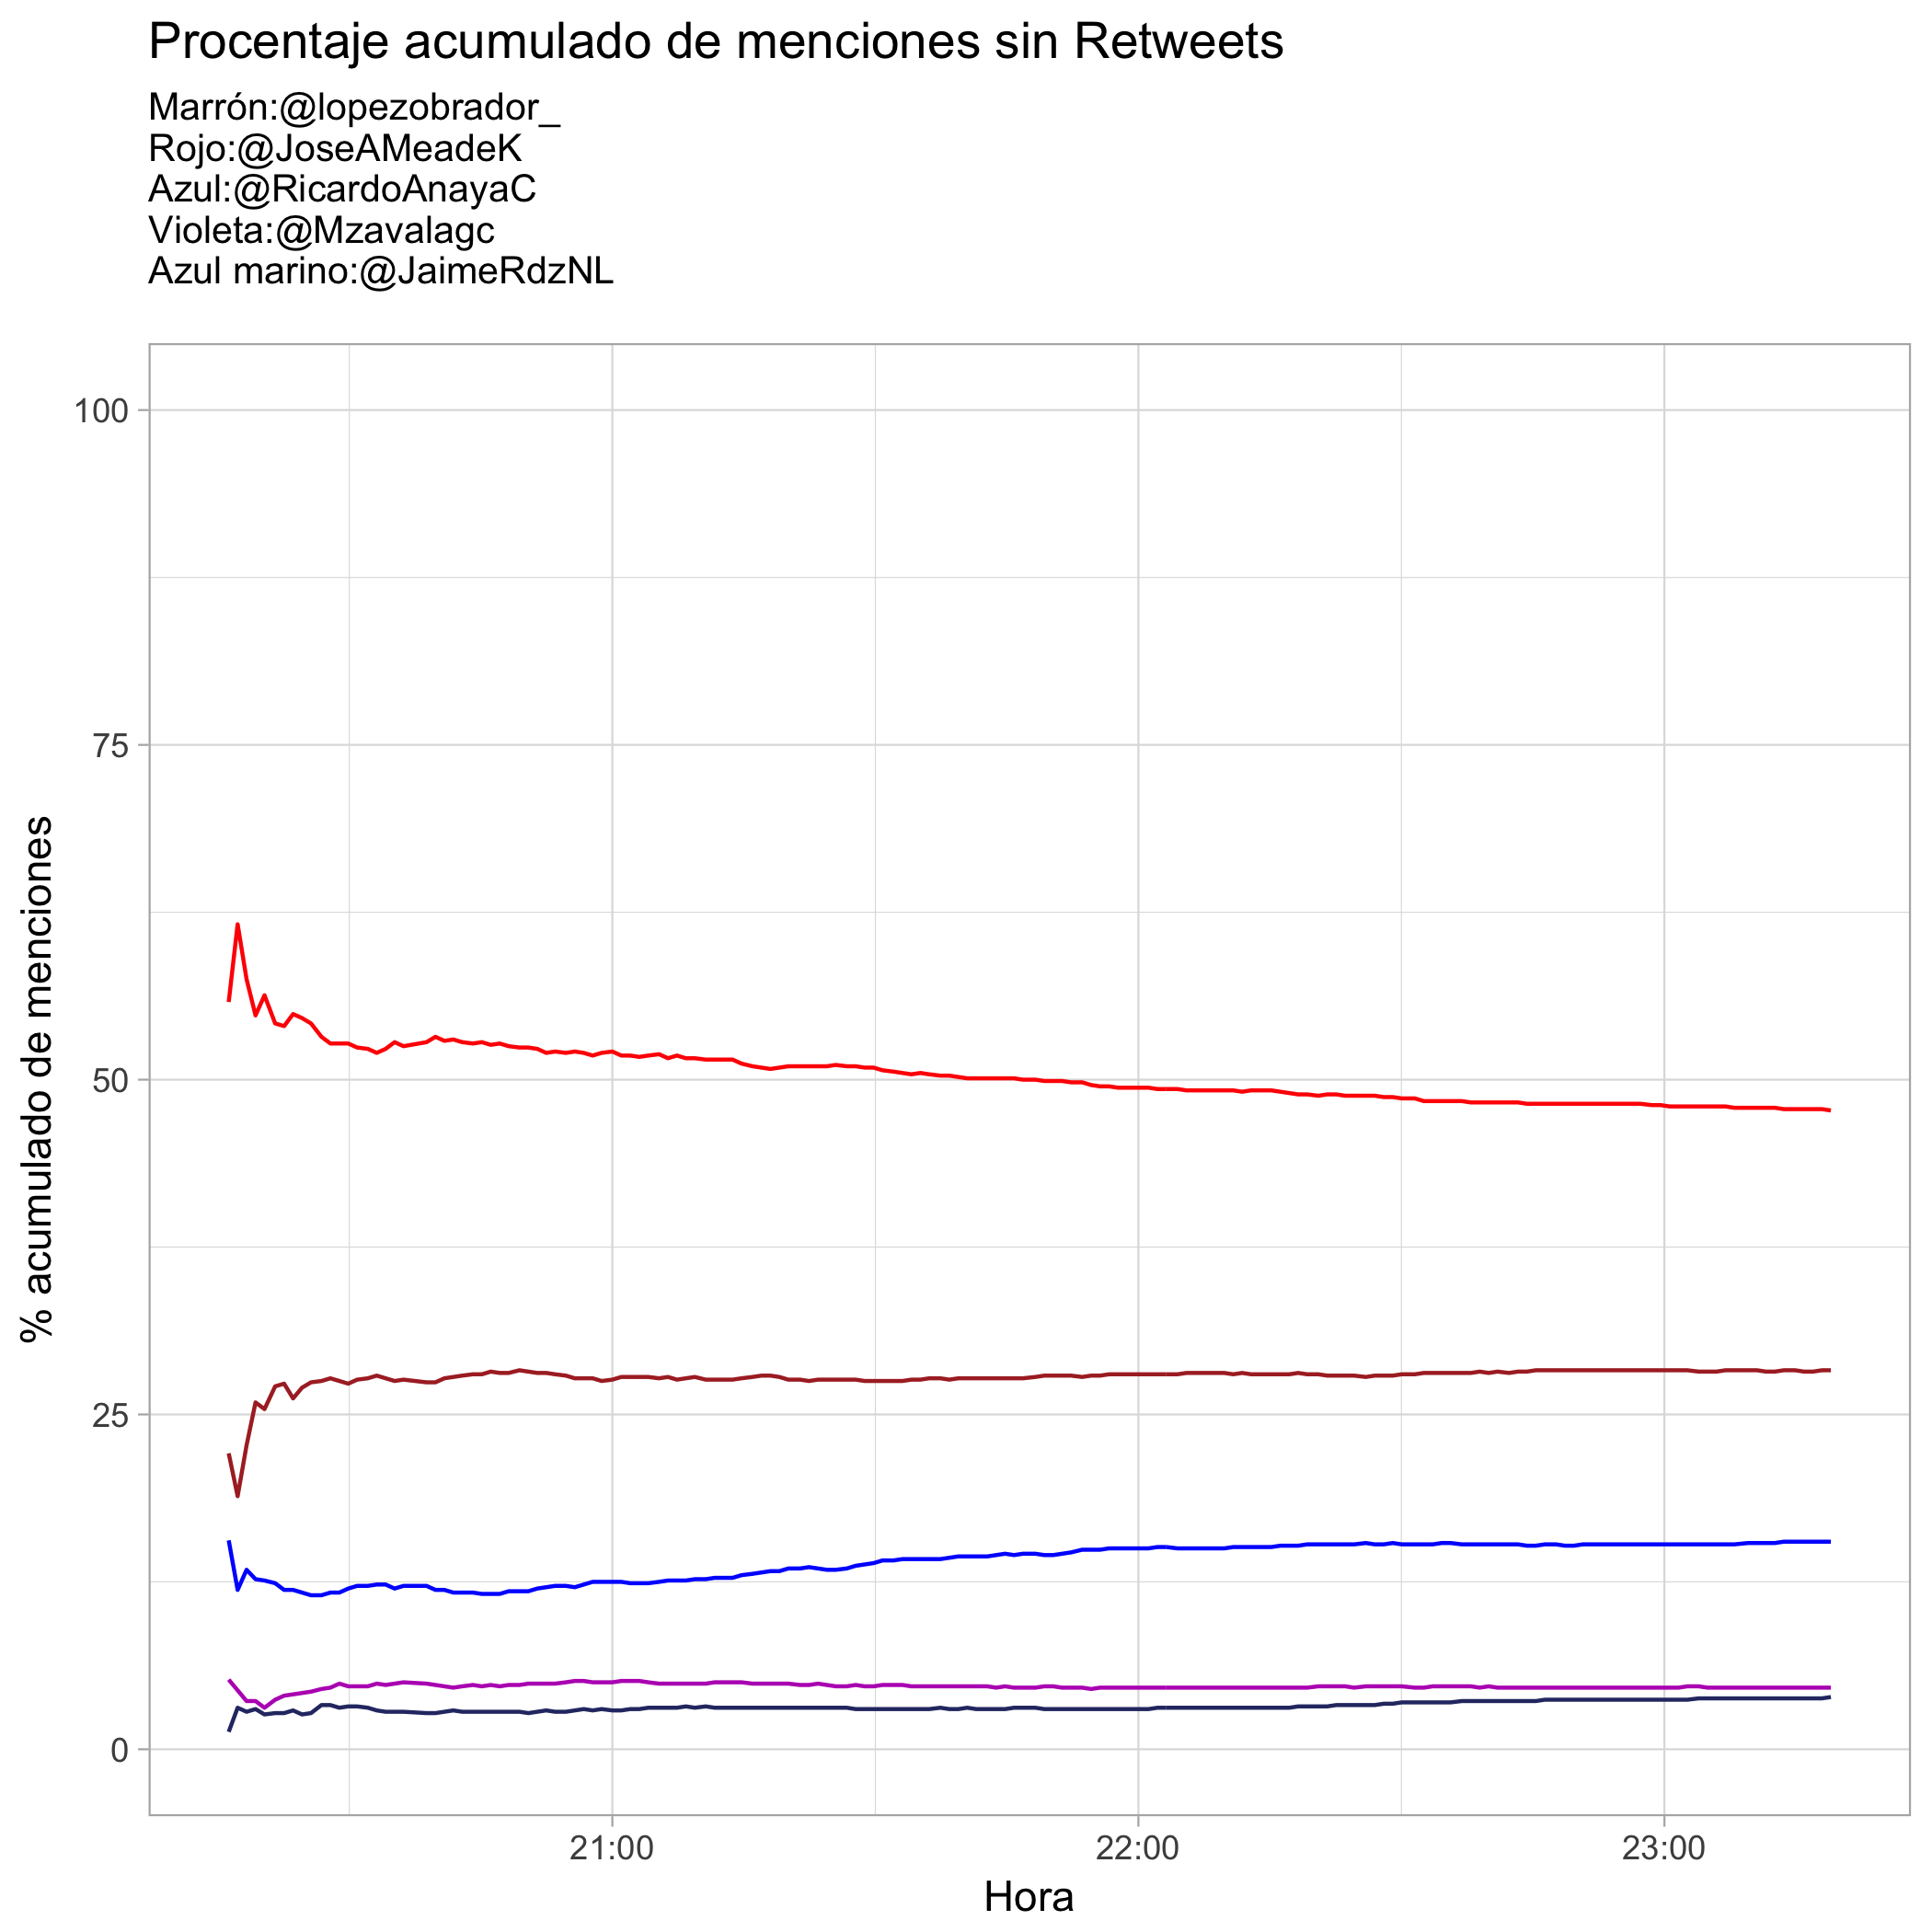 Procentaje acumulado de menciones sin Retweets
Marrón:@lopezobrador_
Rojo:@JoseAMeadeK
Azul:@RicardoAnayaC
Violeta:@Mzavalagc
Azul marino:@JaimeRdzNL
100
75
50
25
0
% acumulado de menciones
21:00
22:00
23:00
Hora